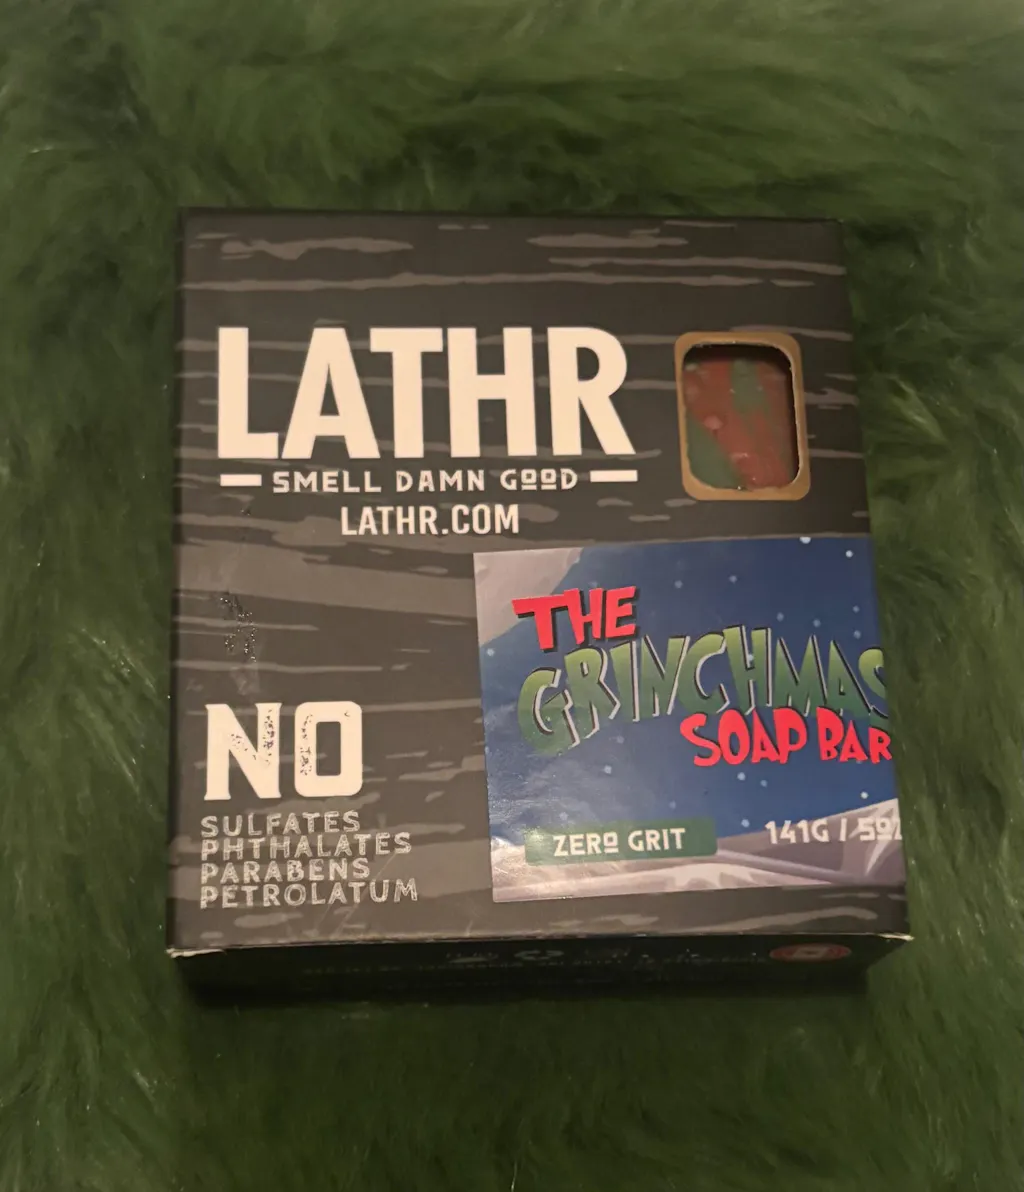 LATHR
SMELL DAMN GOOD
LATHR.COM
THE
GRINCHMAS
SOAP BAR
NO
SULFATES
PHTHALATES
PARABENS
PETROLATUM
ZERO GRIT
141G / 5OZ